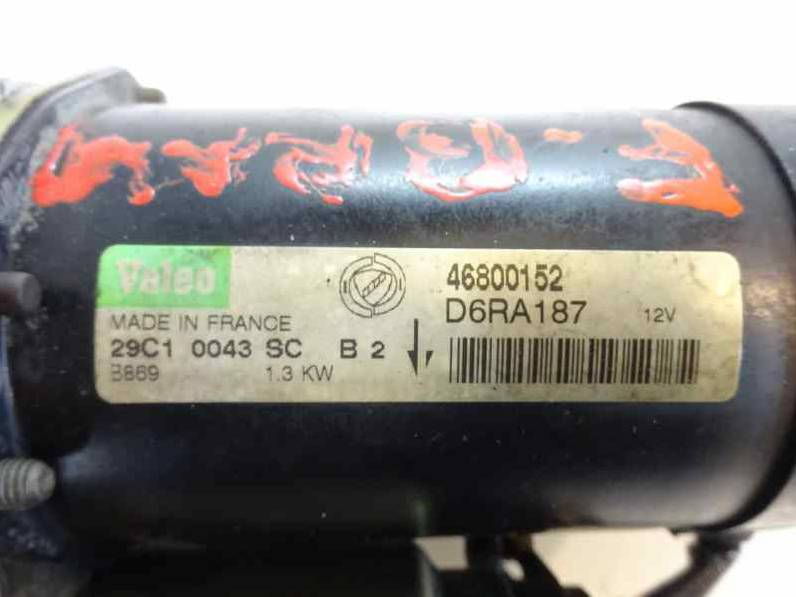 Valeo
46800152
D6RA187 12V
MADE IN FRANCE
29C1 0043 SC B 2
B869 1.3 KW